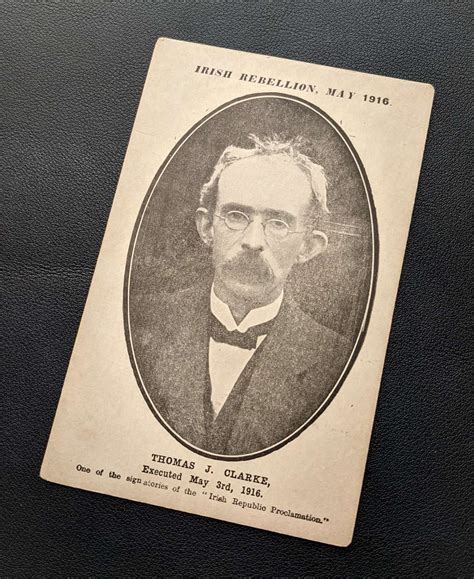 IRISH REBELLION, MAY 1916.
THOMAS J. CLARKE,
Executed May 3rd, 1916.
One of the signatories of the "Irish Republic Proclamation."